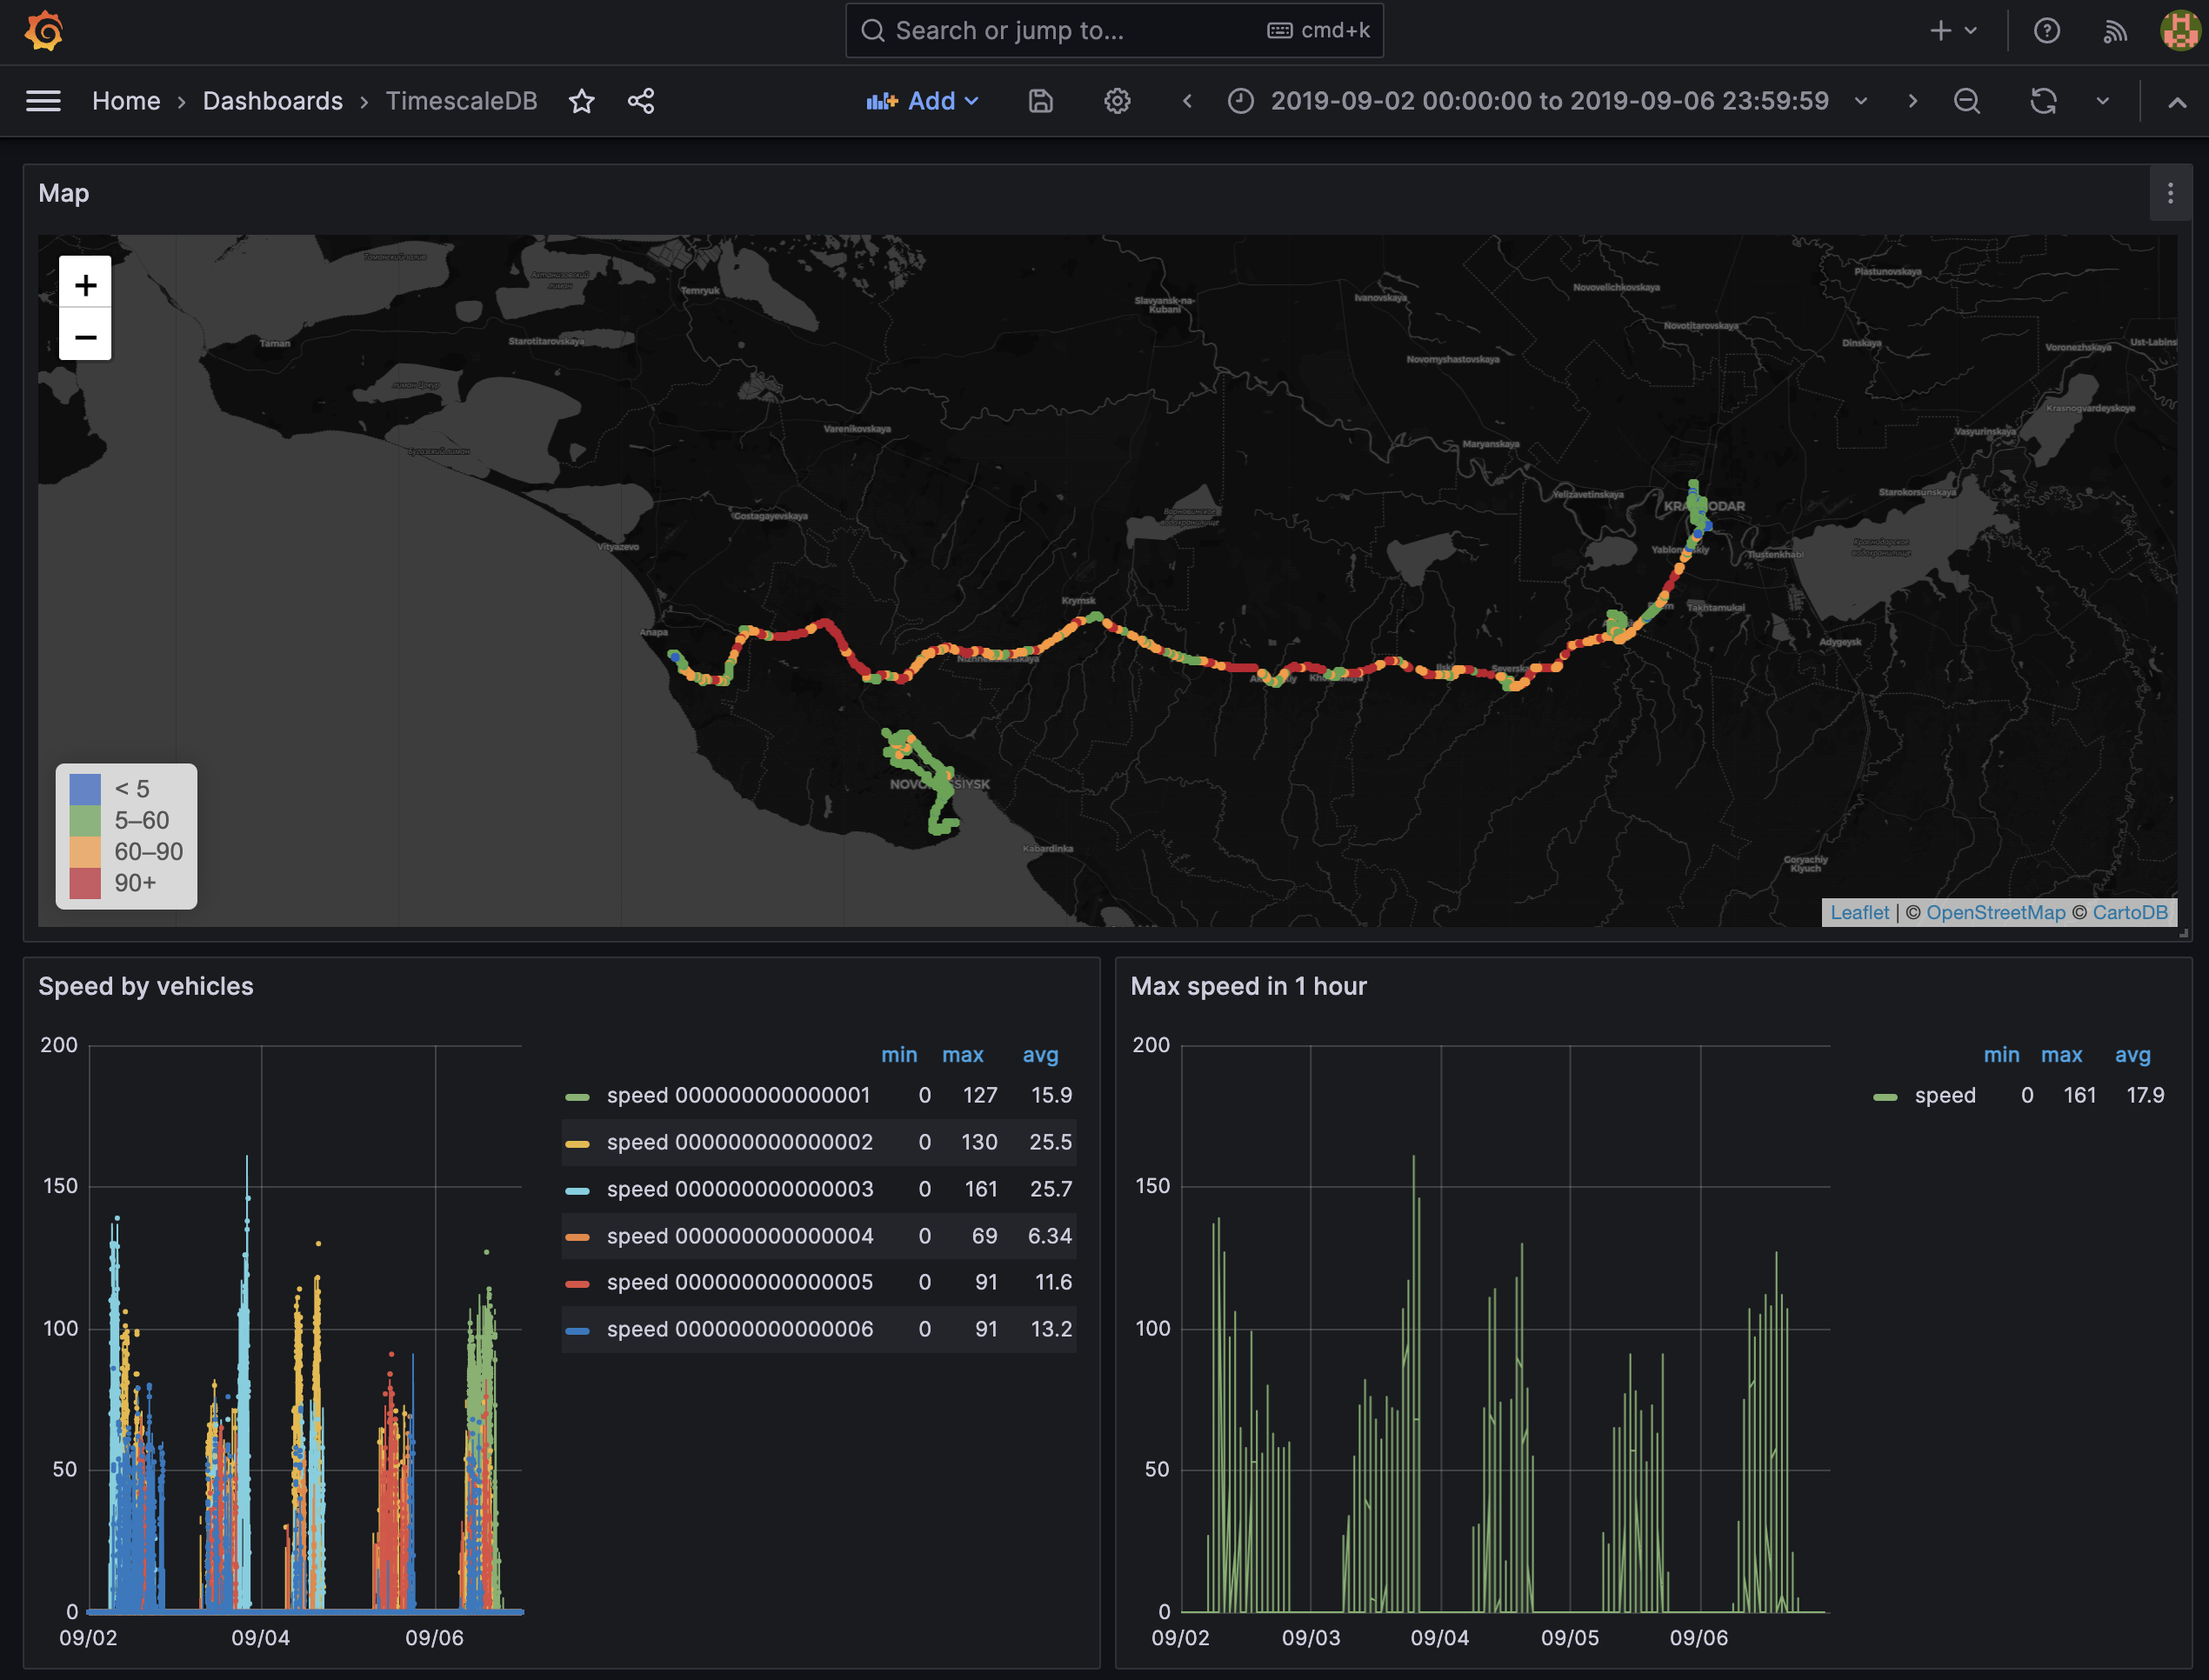 Search or jump to... cmd+k
Home › Dashboards › TimescaleDB
Add
2019-09-02 00:00:00 to 2019-09-06 23:59:59
Map
+
−
Temryuk
Slavyansk-na-
Kubani
Ivanovskaya
Novovelichkovskaya
Plastunovskaya
Taman
Starotitarovskaya
Novotitarovskaya
Dinskaya
Voronezhskaya
Ust-Labins
Novomyshastovskaya
Krasnogvardeyskoye
Varenikovskaya
Maryanskaya
Vasyurinskaya
Gostagayevskaya
Yelizavetinskaya
Starokorsunskaya
Vityazevo
Tlustenkhabl
Krymsk
Takhtamukai
Anapa
Adygeysk
Kabardinka
Goryachiy
Klyuch
< 5
5–60
60–90
90+
Leaflet | © OpenStreetMap © CartoDB
Speed by vehicles
min max avg
speed 000000000000001 0 127 15.9
speed 000000000000002 0 130 25.5
speed 000000000000003 0 161 25.7
speed 000000000000004 0 69 6.34
speed 000000000000005 0 91 11.6
speed 000000000000006 0 91 13.2
200
150
100
50
0
09/02 09/04 09/06
Max speed in 1 hour
min max avg
speed 0 161 17.9
200
150
100
50
0
09/02 09/03 09/04 09/05 09/06